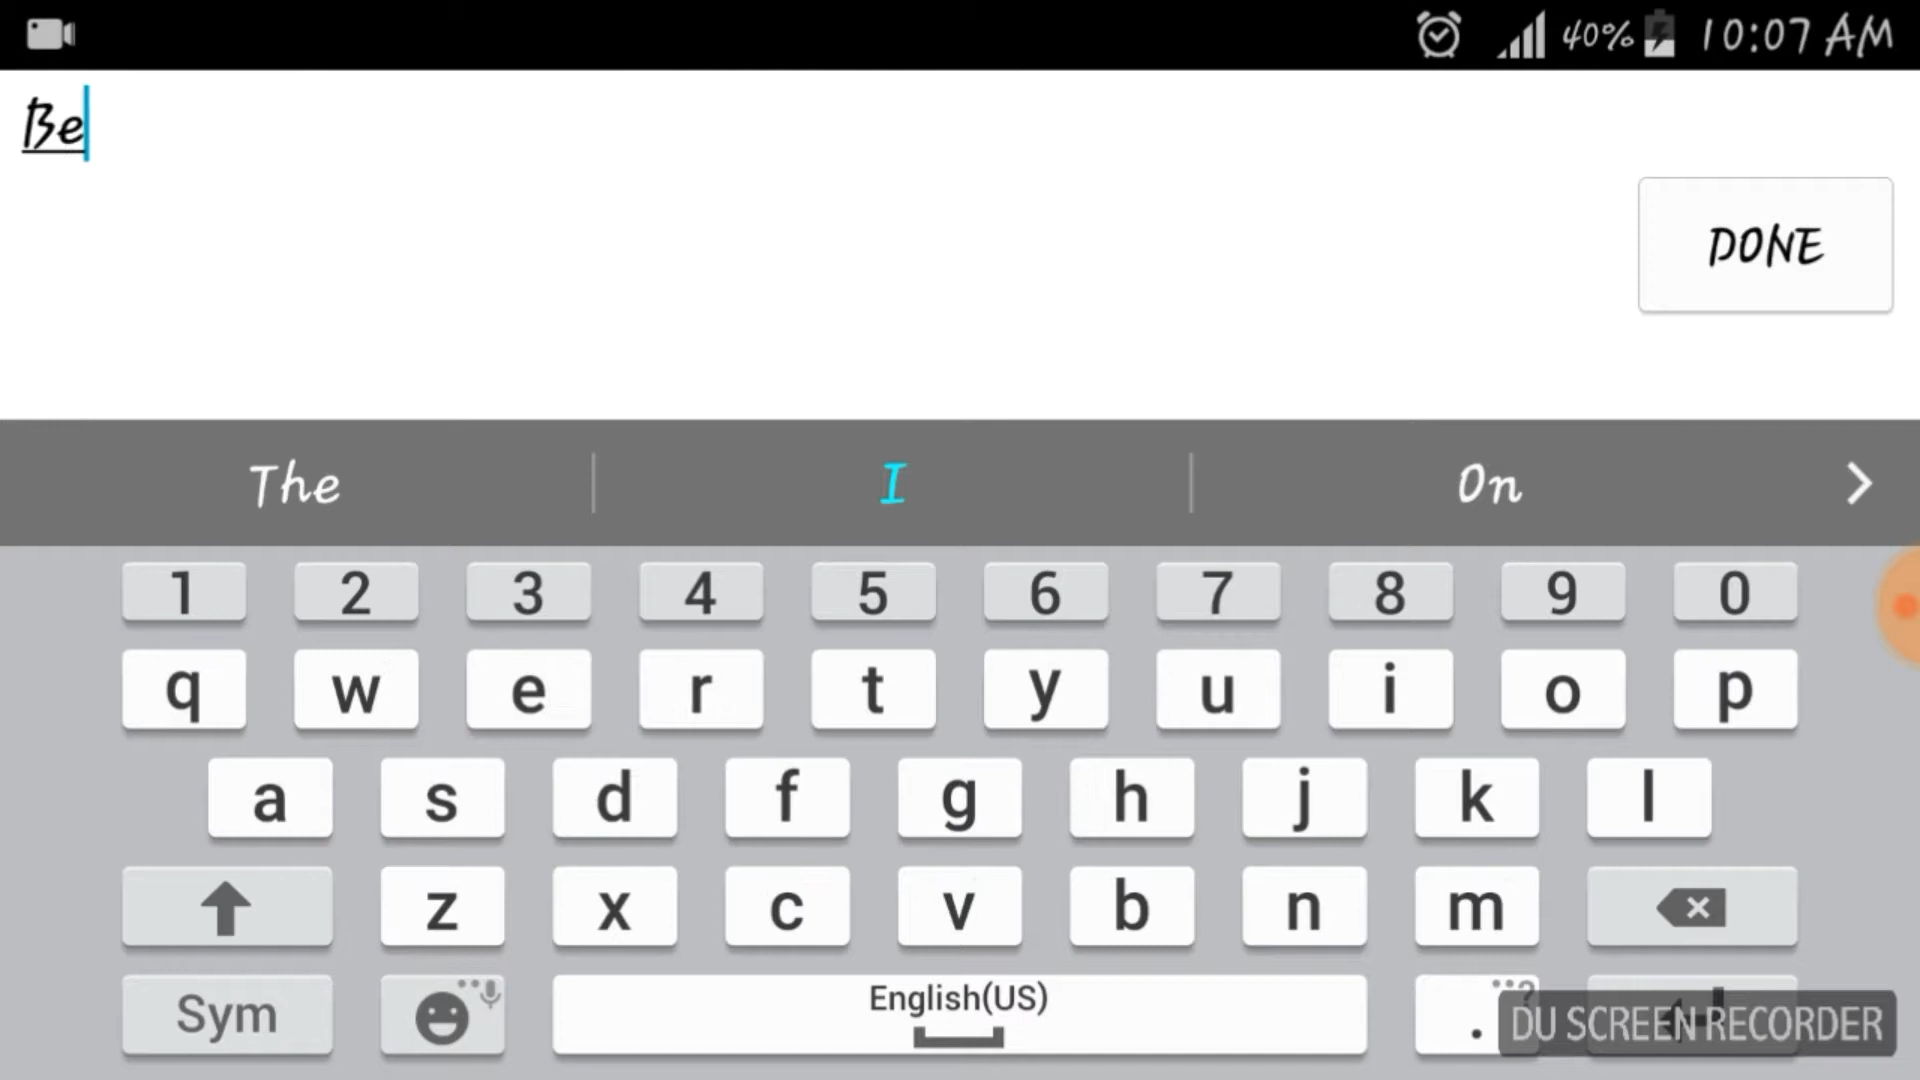 40% 10:07 AM
Be
DONE
The I On
1 2 3 4 5 6 7 8 9 0
q w e r t y u i o p
a s d f g h j k l
z x c v b n m
Sym English(US) . ?
DU SCREEN RECORDER